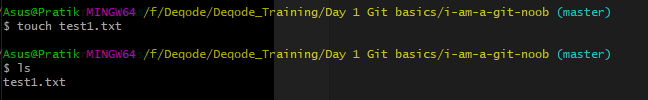 Asus@Pratik MINGW64 /f/Deqode/Deqode_Training/Day 1 Git basics/i-am-a-git-noob (master)
$ touch test1.txt
Asus@Pratik MINGW64 /f/Deqode/Deqode_Training/Day 1 Git basics/i-am-a-git-noob (master)
$ ls
test1.txt